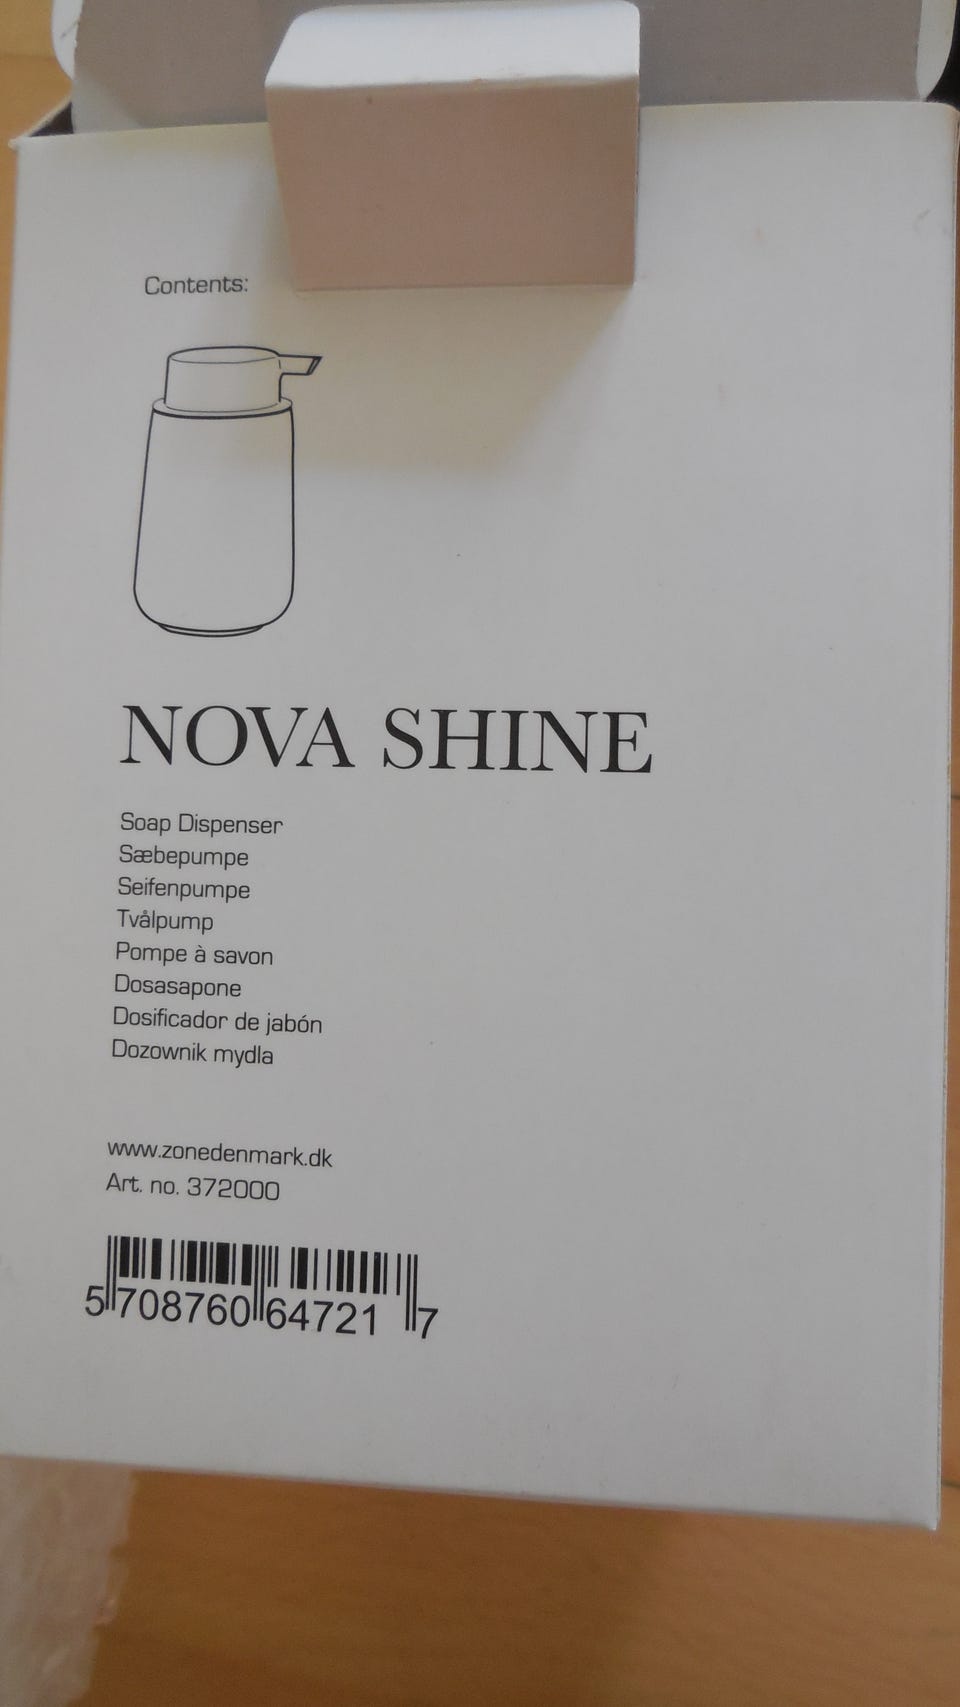 Contents:
NOVA SHINE
Soap Dispenser
Sæbepumpe
Seifenpumpe
Tvålpump
Pompe à savon
Dosasapone
Dosificador de jabón
Dozownik mydla
www.zonedenmark.dk
Art. no. 372000
5 708760 64721 7